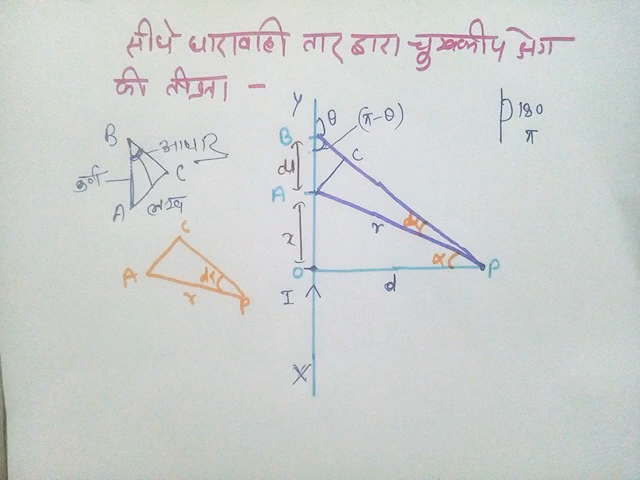 सीधे धारावाही तार द्वारा चुम्बकीय क्षेत्र
की तीव्रता -
Y
θ
(π-θ)
180
π
B
आधार
कर्ण
C
A
लम्ब
B
dl
C
A
x
r
dα
α
O
d
P
I
X
C
A
dα
r
P